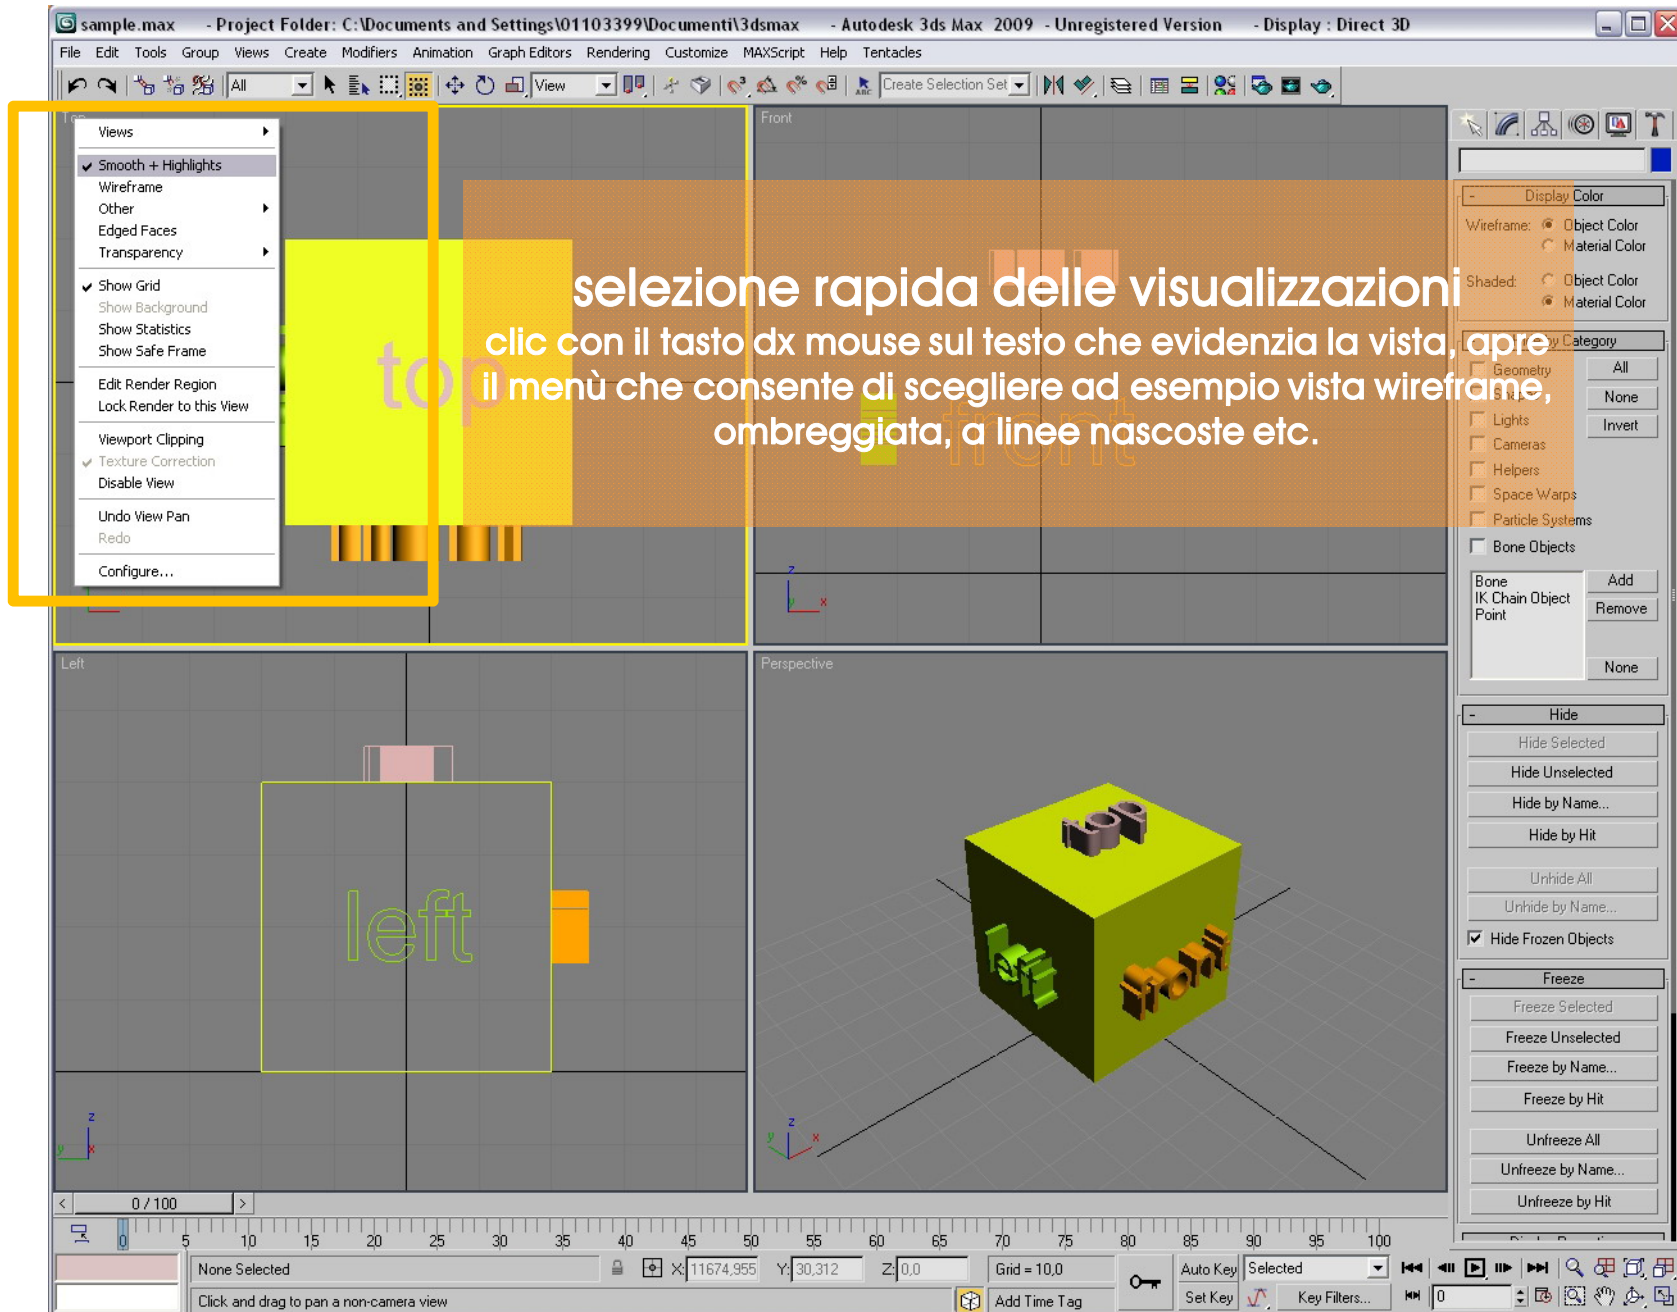 sample.max - Project Folder: C:\Documents and Settings\01103399\Documenti\3dsmax - Autodesk 3ds Max 2009 - Unregistered Version - Display : Direct 3D
File Edit Tools Group Views Create Modifiers Animation Graph Editors Rendering Customize MAXScript Help Tentacles
All View Create Selection Set
Top
Views
Smooth + Highlights
Wireframe
Other
Edged Faces
Transparency
Show Grid
Show Background
Show Statistics
Show Safe Frame
Edit Render Region
Lock Render to this View
Viewport Clipping
Texture Correction
Disable View
Undo View Pan
Redo
Configure...
top
Front
front
z
y x
selezione rapida delle visualizzazioni
clic con il tasto dx mouse sul testo che evidenzia la vista, apre
il menù che consente di scegliere ad esempio vista wireframe,
ombreggiata, a linee nascoste etc.
Left
left
z
y x
Perspective
top
left
front
z
y x
- Display Color
Wireframe: Object Color
Material Color
Shaded: Object Color
Material Color
by Category
Geometry All
Shapes None
Lights Invert
Cameras
Helpers
Space Warps
Particle Systems
Bone Objects
Bone Add
IK Chain Object Remove
Point
None
- Hide
Hide Selected
Hide Unselected
Hide by Name...
Hide by Hit
Unhide All
Unhide by Name...
Hide Frozen Objects
- Freeze
Freeze Selected
Freeze Unselected
Freeze by Name...
Freeze by Hit
Unfreeze All
Unfreeze by Name...
Unfreeze by Hit
< 0 / 100 >
0 5 10 15 20 25 30 35 40 45 50 55 60 65 70 75 80 85 90 95 100
None Selected X: 11674,955 Y: 30,312 Z: 0,0 Grid = 10,0 Auto Key Selected
Click and drag to pan a non-camera view Add Time Tag Set Key Key Filters... 0